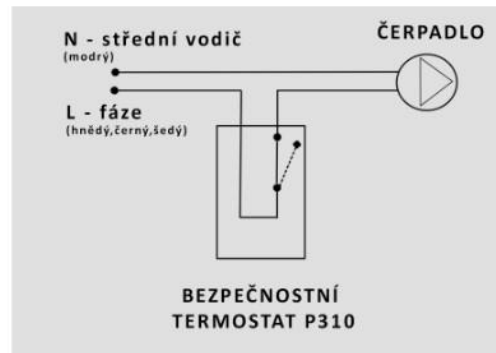 N - střední vodič
(modrý)
ČERPADLO
L - fáze
(hnědý,černý,šedý)
BEZPEČNOSTNÍ
TERMOSTAT P310